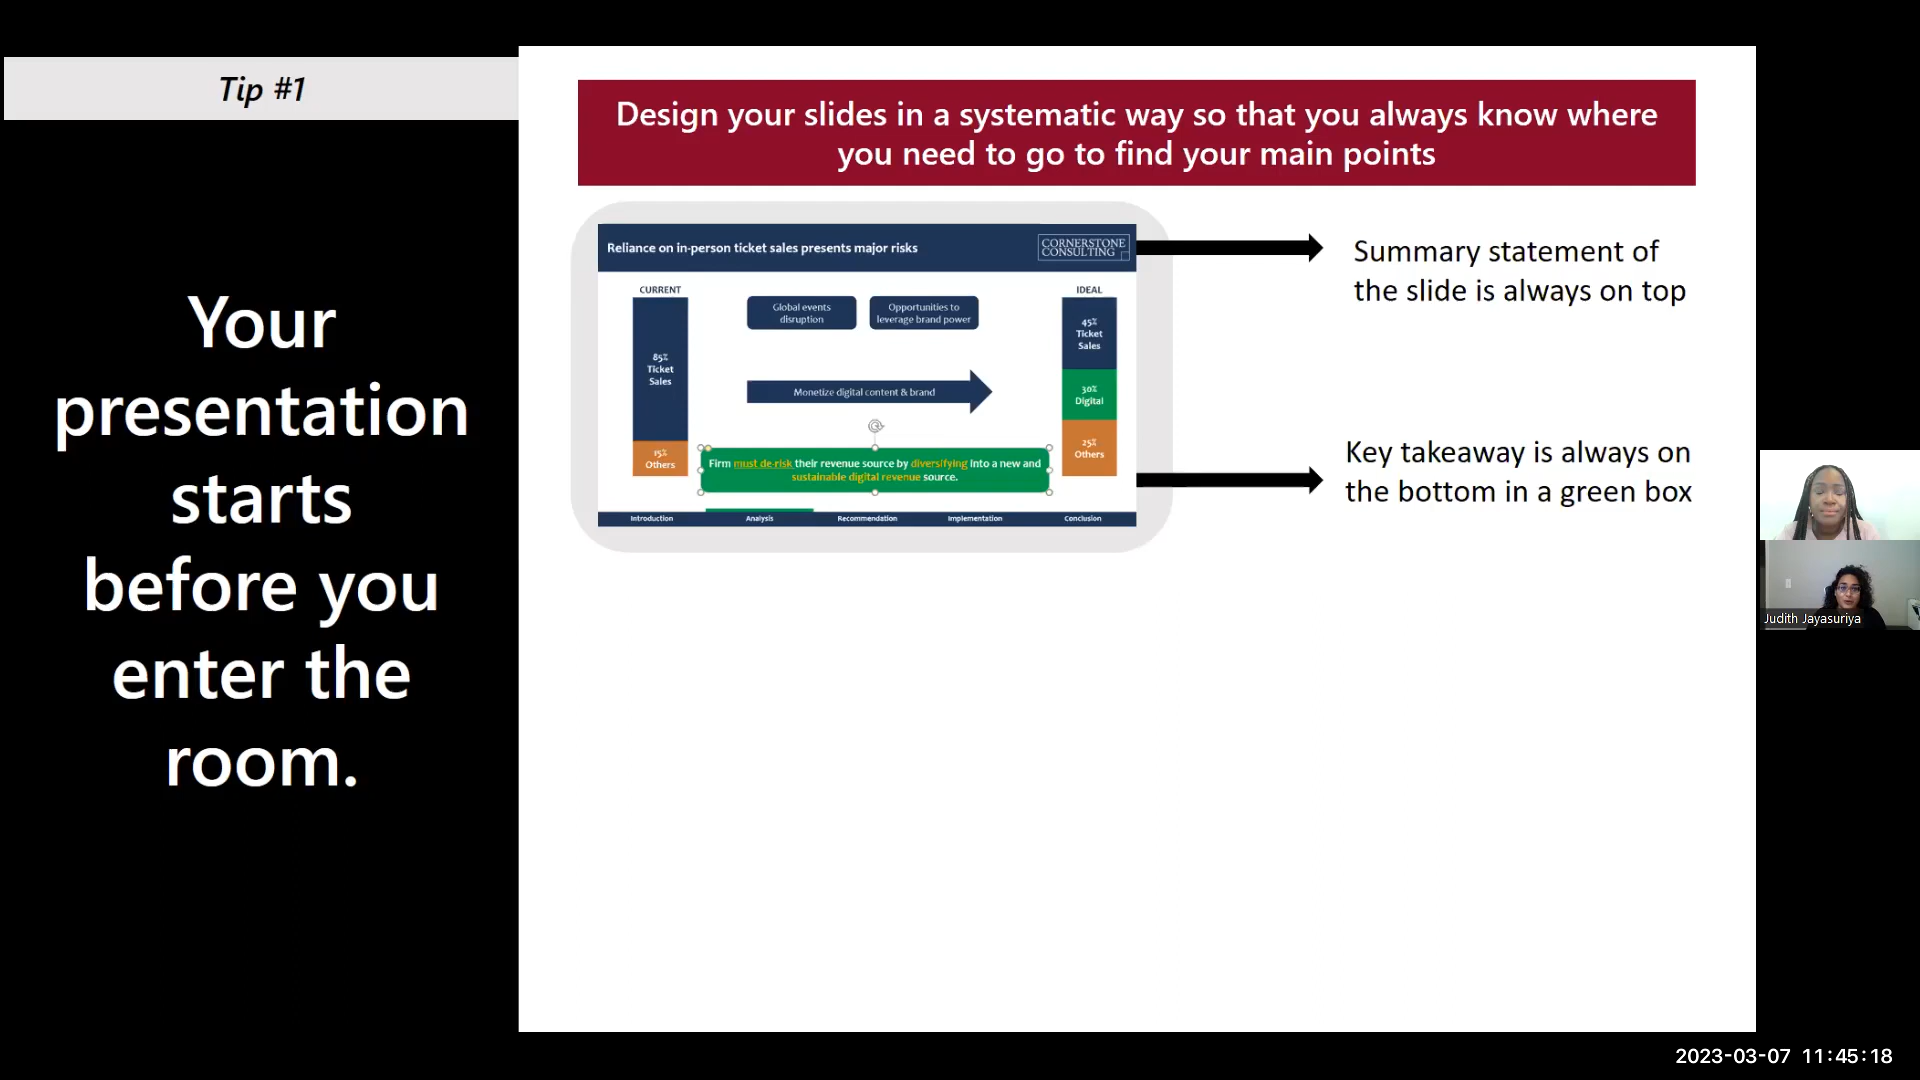 Tip #1
Your
presentation
starts
before you
enter the
room.
Design your slides in a systematic way so that you always know where
you need to go to find your main points
Reliance on in-person ticket sales presents major risks
CORNERSTONE
CONSULTING
CURRENT
85%
Ticket
Sales
15%
Others
Global events
disruption
Opportunities to
leverage brand power
Monetize digital content & brand
IDEAL
45%
Ticket
Sales
30%
Digital
25%
Others
Firm must de-risk their revenue source by diversifying into a new and
sustainable digital revenue source.
Introduction
Analysis
Recommendation
Implementation
Conclusion
Summary statement of
the slide is always on top
Key takeaway is always on
the bottom in a green box
Judith Jayasuriya
2023-03-07 11:45:18